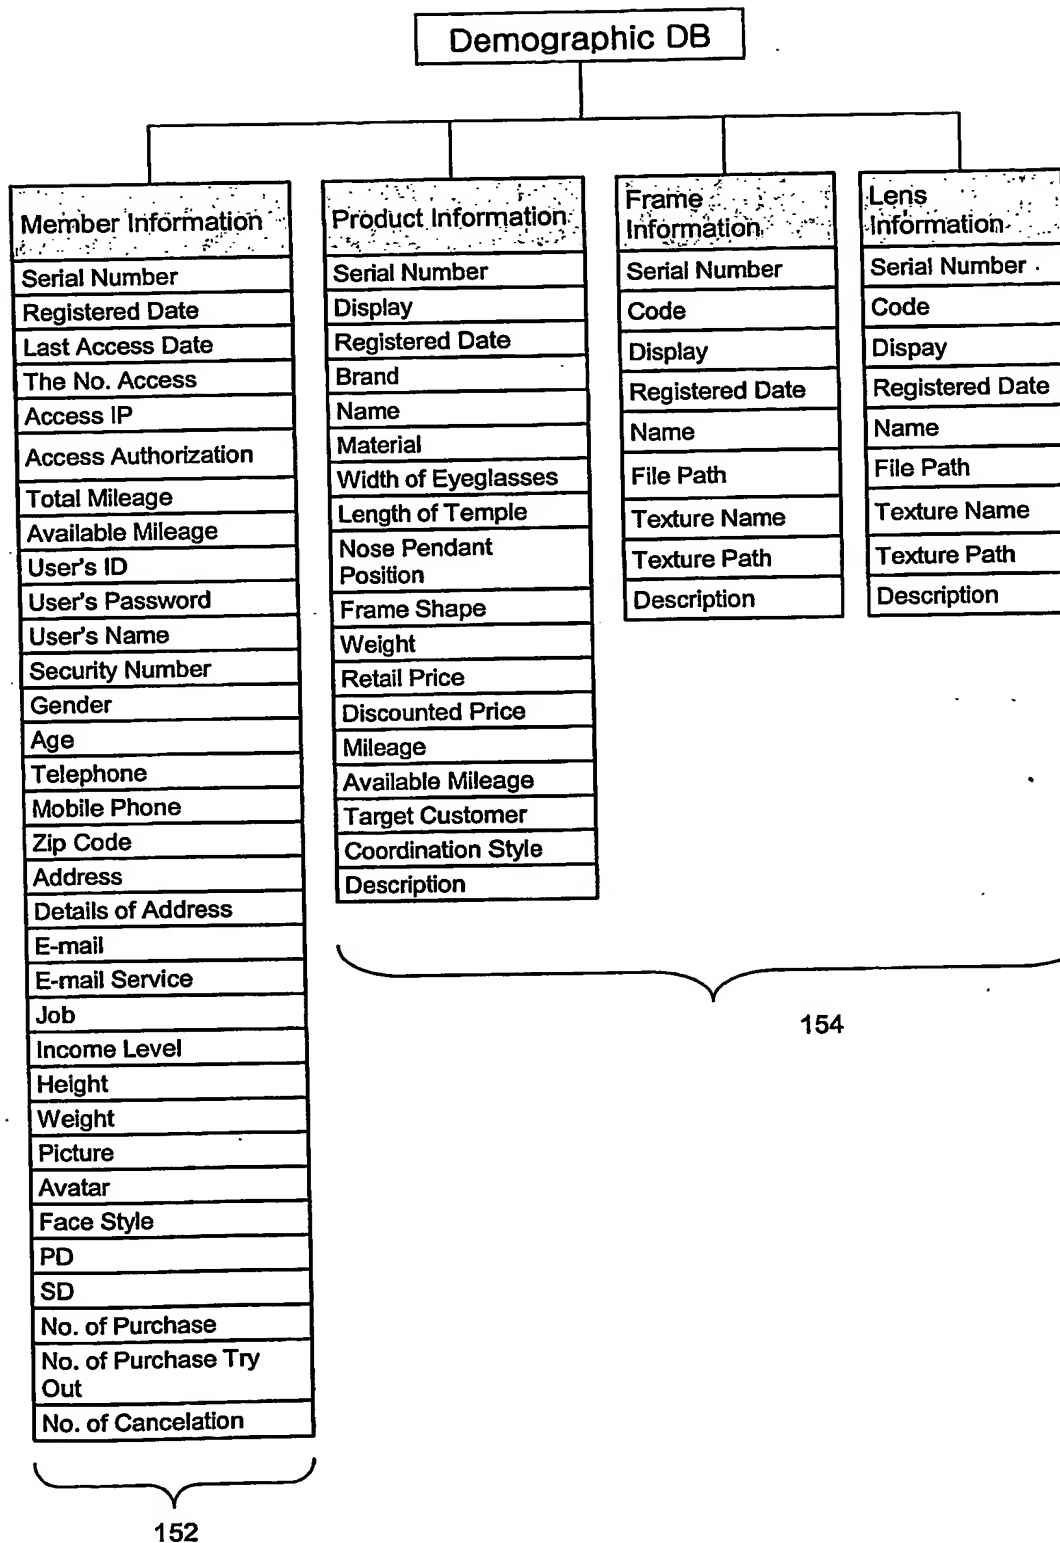 Demographic DB
Member Information
Serial Number
Registered Date
Last Access Date
The No. Access
Access IP
Access Authorization
Total Mileage
Available Mileage
User's ID
User's Password
User's Name
Security Number
Gender
Age
Telephone
Mobile Phone
Zip Code
Address
Details of Address
E-mail
E-mail Service
Job
Income Level
Height
Weight
Picture
Avatar
Face Style
PD
SD
No. of Purchase
No. of Purchase Try
Out
No. of Cancelation
152
Product Information
Serial Number
Display
Registered Date
Brand
Name
Material
Width of Eyeglasses
Length of Temple
Nose Pendant
Position
Frame Shape
Weight
Retail Price
Discounted Price
Mileage
Available Mileage
Target Customer
Coordination Style
Description
Frame
Information
Serial Number
Code
Display
Registered Date
Name
File Path
Texture Name
Texture Path
Description
Lens
Information
Serial Number
Code
Dispay
Registered Date
Name
File Path
Texture Name
Texture Path
Description
154